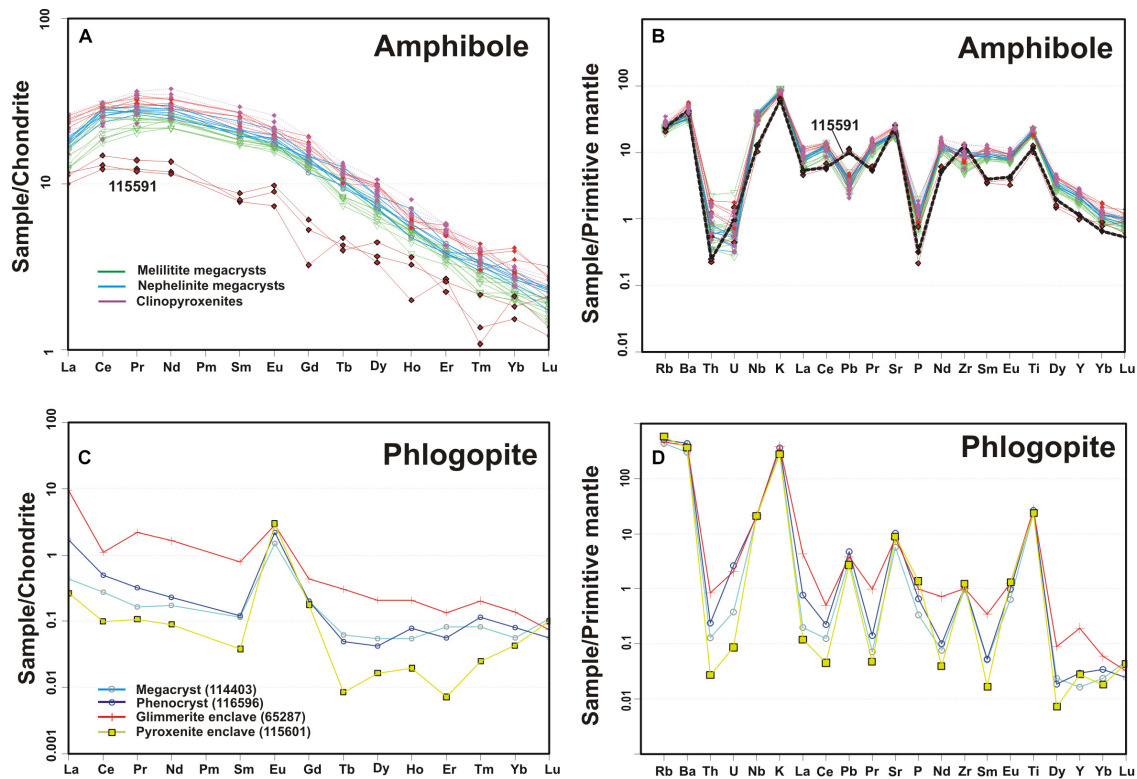 A
Amphibole
Sample/Chondrite
100
10
1
115591
Melilitite megacrysts
Nephelinite megacrysts
Clinopyroxenites
La Ce Pr Nd Pm Sm Eu Gd Tb Dy Ho Er Tm Yb Lu
B
Amphibole
Sample/Primitive mantle
100
10
1
0.1
0.01
115591
Rb Ba Th U Nb K La Ce Pb Pr Sr P Nd Zr Sm Eu Ti Dy Y Yb Lu
C
Phlogopite
Sample/Chondrite
100
10
1
0.1
0.01
0.001
Megacryst (114403)
Phenocryst (116596)
Glimmerite enclave (65287)
Pyroxenite enclave (115601)
La Ce Pr Nd Pm Sm Eu Gd Tb Dy Ho Er Tm Yb Lu
D
Phlogopite
Sample/Primitive mantle
100
10
1
0.1
0.01
Rb Ba Th U Nb K La Ce Pb Pr Sr P Nd Zr Sm Eu Ti Dy Y Yb Lu